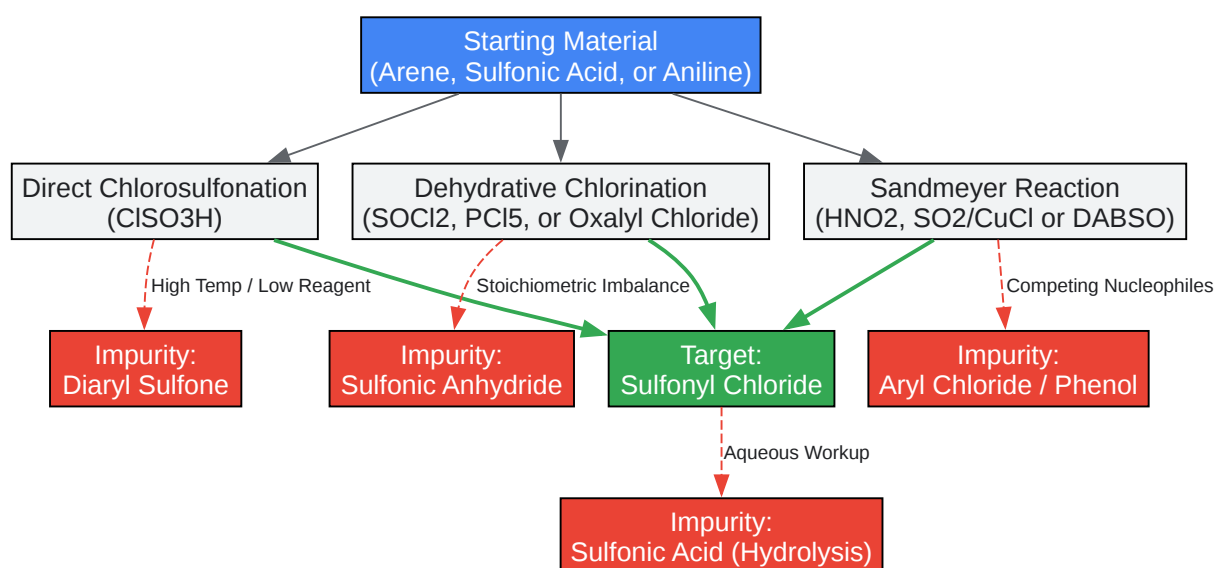 Starting Material
(Arene, Sulfonic Acid, or Aniline)
Direct Chlorosulfonation
(ClSO3H)
Dehydrative Chlorination
(SOCl2, PCl5, or Oxalyl Chloride)
Sandmeyer Reaction
(HNO2, SO2/CuCl or DABSO)
High Temp / Low Reagent
Stoichiometric Imbalance
Competing Nucleophiles
Impurity:
Diaryl Sulfone
Impurity:
Sulfonic Anhydride
Target:
Sulfonyl Chloride
Impurity:
Aryl Chloride / Phenol
Aqueous Workup
Impurity:
Sulfonic Acid (Hydrolysis)